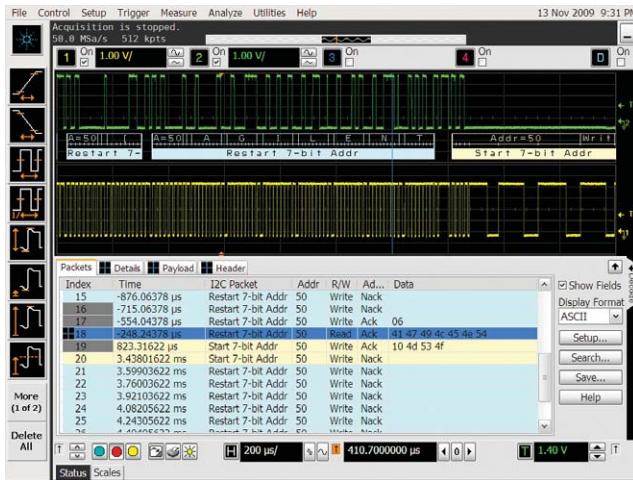 File Control Setup Trigger Measure Analyze Utilities Help 13 Nov 2009 9:31 PM
Acquisition is stopped.
50.0 MSa/s 512 kpts
1 On 1.00 V/ 2 On 1.00 V/ 3 On 4 On D On
A=50 A=50 A G I L E N T Addr=50 Writ
Restart 7- Restart 7-bit Addr Start 7-bit Addr
Packets Details Payload Header
Index Time I2C Packet Addr R/W Ad... Data
15 -876.06378 µs Restart 7-bit Addr 50 Write Nack
16 -715.06378 µs Restart 7-bit Addr 50 Write Nack
17 -554.04378 µs Restart 7-bit Addr 50 Write Ack 06
18 -248.24378 µs Restart 7-bit Addr 50 Read Ack 41 47 49 4c 45 4e 54
19 823.31622 µs Start 7-bit Addr 50 Write Ack 10 4d 53 4f
20 3.43801622 ms Start 7-bit Addr 50 Write Nack
21 3.59903622 ms Restart 7-bit Addr 50 Write Nack
22 3.76003622 ms Restart 7-bit Addr 50 Write Nack
23 3.92103622 ms Restart 7-bit Addr 50 Write Nack
24 4.08205622 ms Restart 7-bit Addr 50 Write Nack
25 4.24305622 ms Restart 7-bit Addr 50 Write Nack
Show Fields
Display Format
ASCII
Setup...
Search...
Save...
Help
More
(1 of 2)
Delete
All
H 200 µs/ 410.7000000 µs 0 T 1.40 V
Status Scales